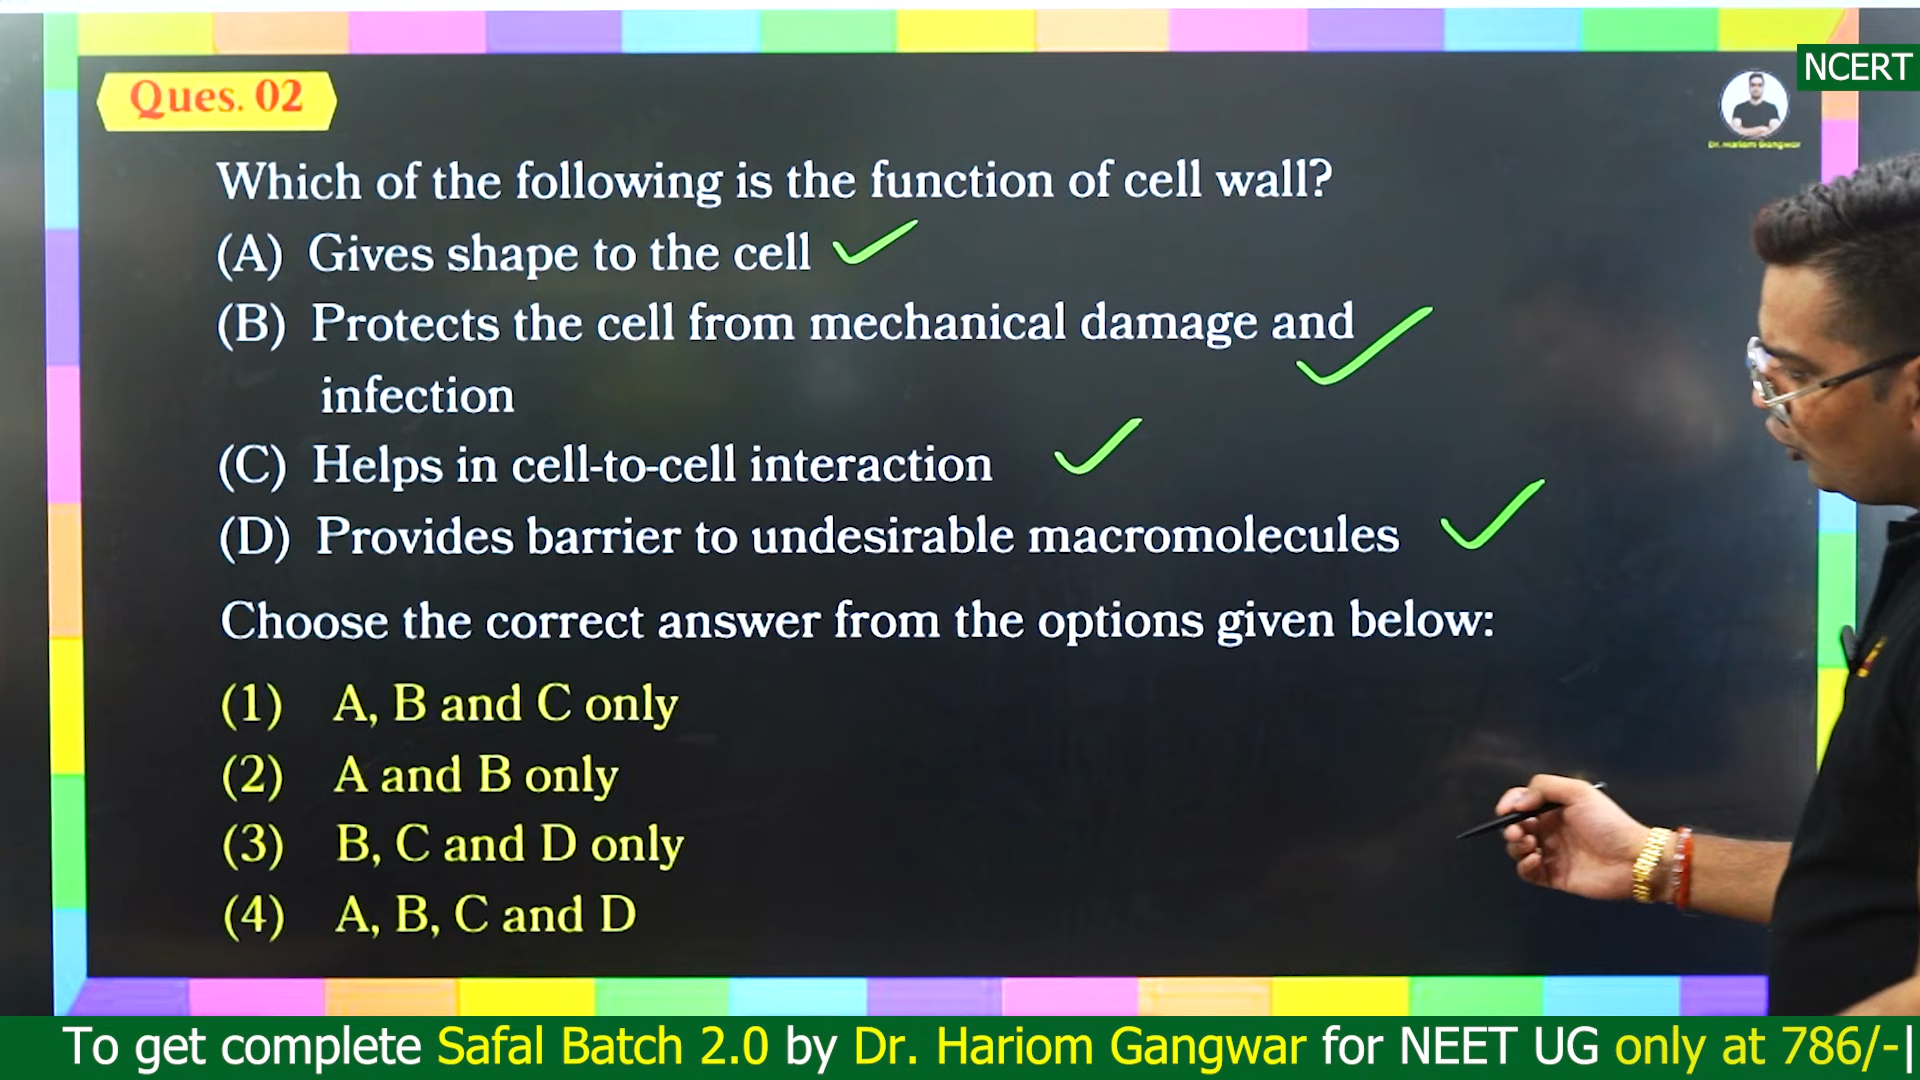 NCERT
Ques. 02
Dr. Hariom Gangwar
Which of the following is the function of cell wall?
(A) Gives shape to the cell
(B) Protects the cell from mechanical damage and
infection
(C) Helps in cell-to-cell interaction
(D) Provides barrier to undesirable macromolecules
Choose the correct answer from the options given below:
(1) A, B and C only
(2) A and B only
(3) B, C and D only
(4) A, B, C and D
To get complete Safal Batch 2.0 by Dr. Hariom Gangwar for NEET UG only at 786/-|